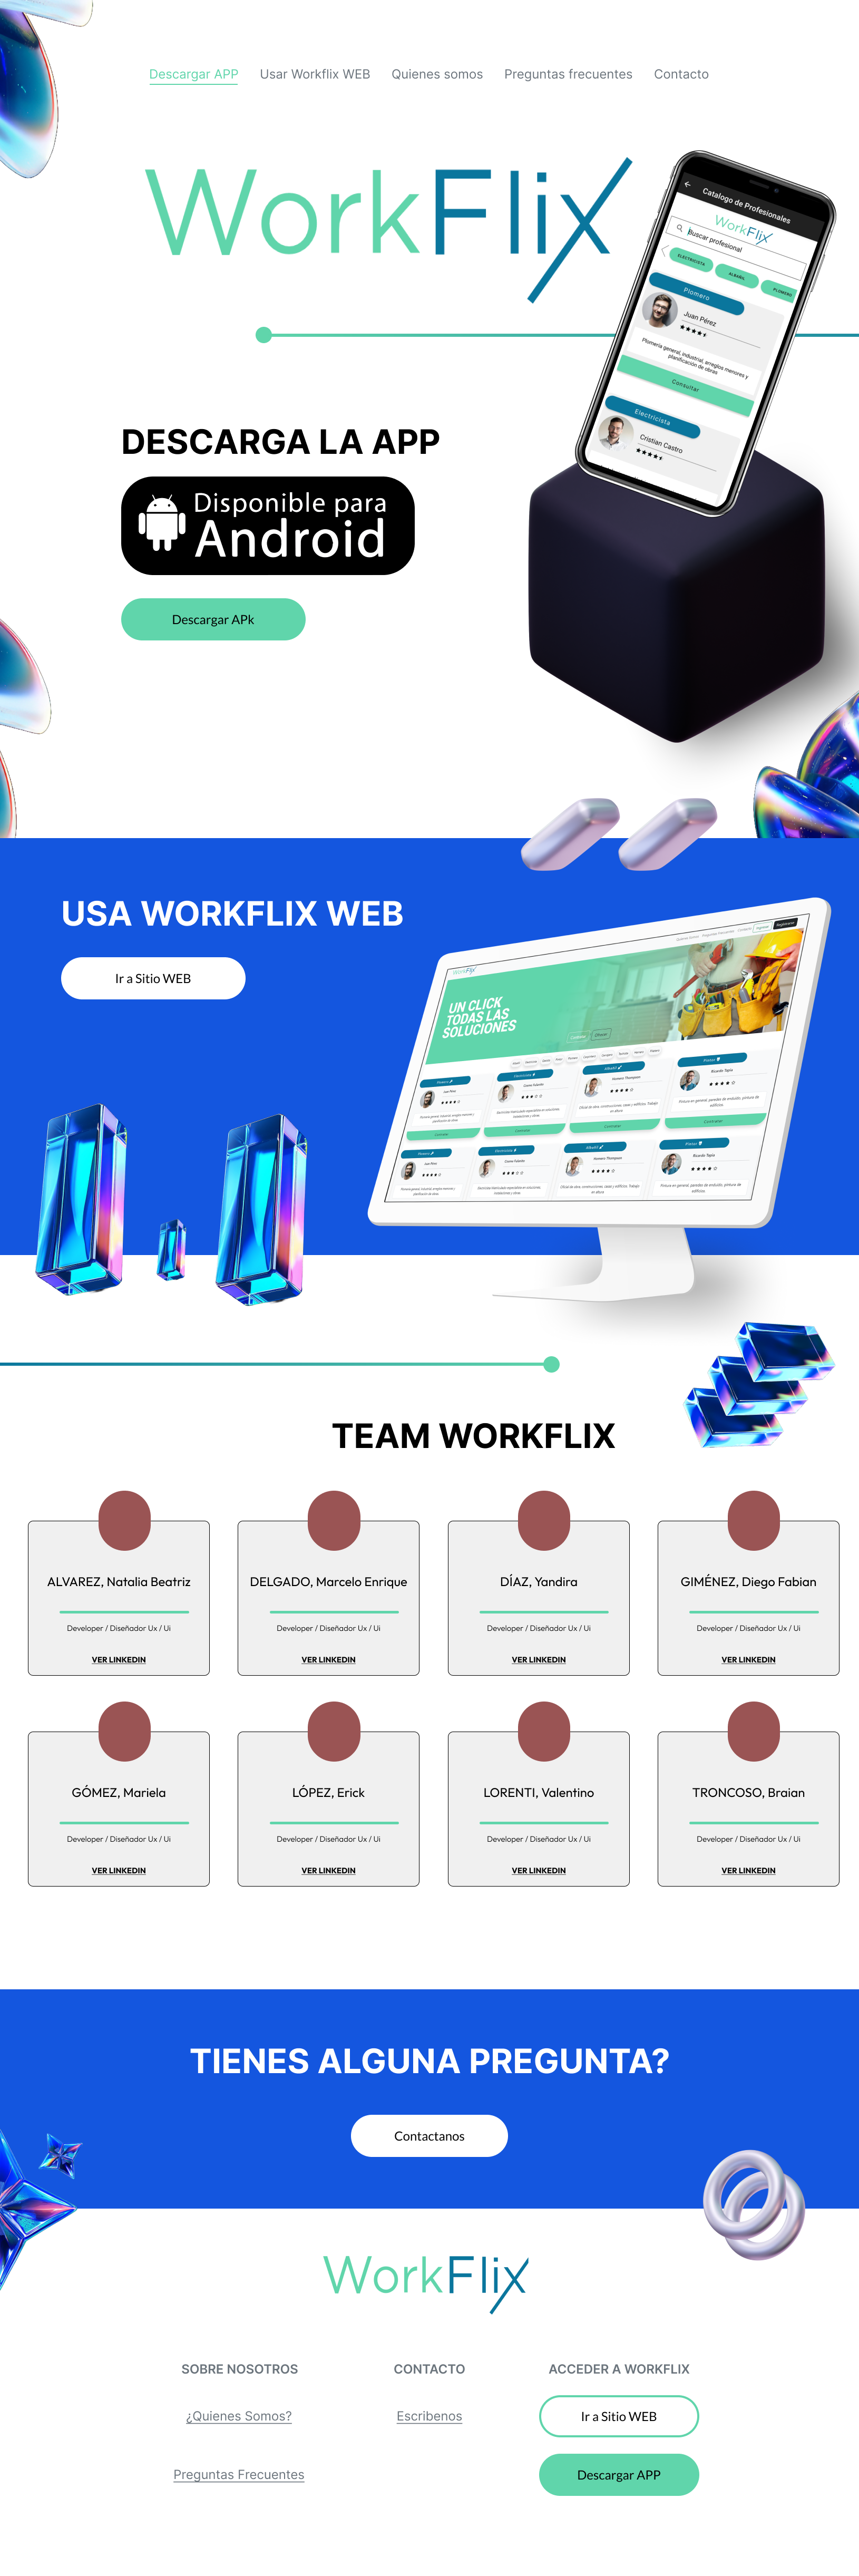 Descargar APP
Usar Workflix WEB
Quienes somos
Preguntas frecuentes
Contacto
WorkFlix
Catalogo de Profesionales
WorkFlix
Buscar profesional
ELECTRICISTA
ALBAÑIL
PLOMERO
Plomero
Juan Pérez
Plomería general, industrial, arreglos menores y
planificación de obras
Consultar
Electricista
Cristian Castro
DESCARGA LA APP
Disponible para
Android
Descargar APk
USA WORKFLIX WEB
Ir a Sitio WEB
WorkFlix
UN CLICK
TODAS LAS
SOLUCIONES
TEAM WORKFLIX
ALVAREZ, Natalia Beatriz
Developer / Diseñador Ux / Ui
VER LINKEDIN
DELGADO, Marcelo Enrique
Developer / Diseñador Ux / Ui
VER LINKEDIN
DÍAZ, Yandira
Developer / Diseñador Ux / Ui
VER LINKEDIN
GIMÉNEZ, Diego Fabian
Developer / Diseñador Ux / Ui
VER LINKEDIN
GÓMEZ, Mariela
Developer / Diseñador Ux / Ui
VER LINKEDIN
LÓPEZ, Erick
Developer / Diseñador Ux / Ui
VER LINKEDIN
LORENTI, Valentino
Developer / Diseñador Ux / Ui
VER LINKEDIN
TRONCOSO, Braian
Developer / Diseñador Ux / Ui
VER LINKEDIN
TIENES ALGUNA PREGUNTA?
Contactanos
WorkFlix
SOBRE NOSOTROS
¿Quienes Somos?
Preguntas Frecuentes
CONTACTO
Escribenos
ACCEDER A WORKFLIX
Ir a Sitio WEB
Descargar APP